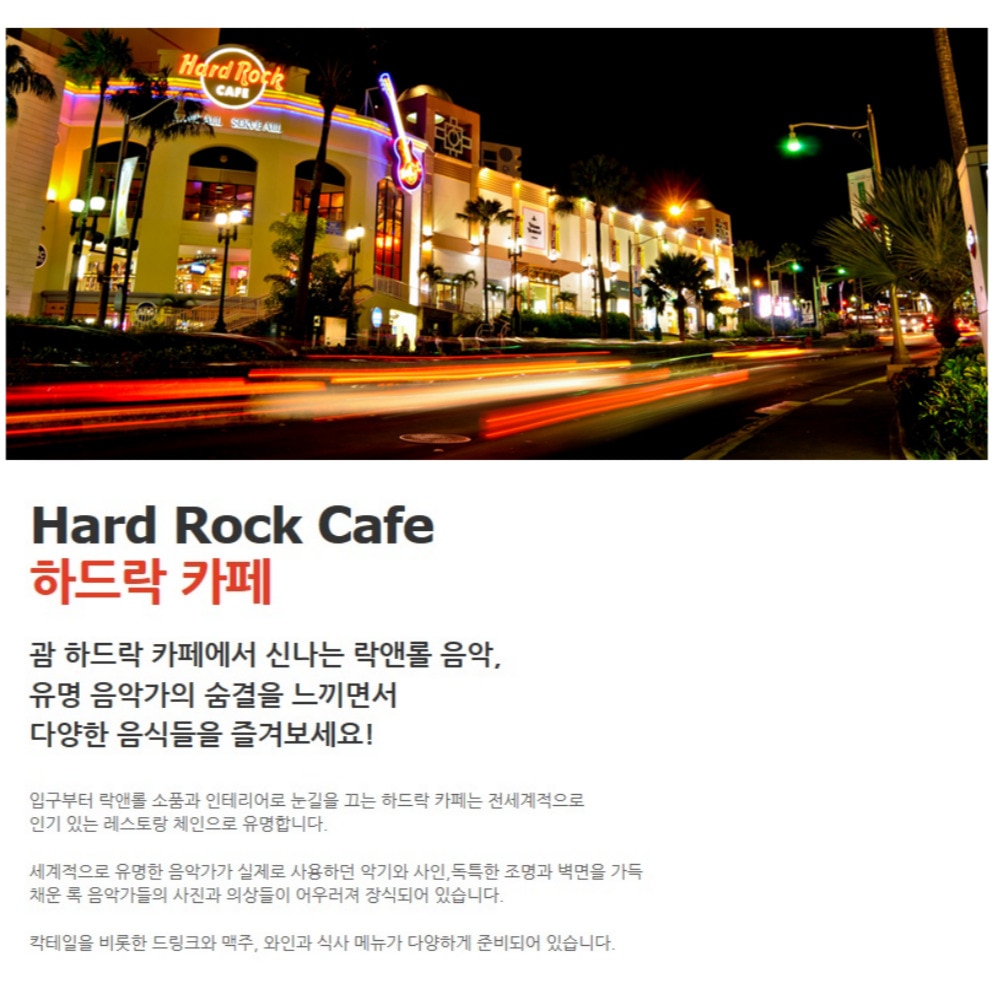 Hard Rock
CAFE
SERVE ALL
Hard Rock Cafe
하드락 카페
괌 하드락 카페에서 신나는 락앤롤 음악,
유명 음악가의 숨결을 느끼면서
다양한 음식들을 즐겨보세요!
입구부터 락앤롤 소품과 인테리어로 눈길을 끄는 하드락 카페는 전세계적으로
인기 있는 레스토랑 체인으로 유명합니다.
세계적으로 유명한 음악가가 실제로 사용하던 악기와 사인,독특한 조명과 벽면을 가득
채운 록 음악가들의 사진과 의상들이 어우러져 장식되어 있습니다.
칵테일을 비롯한 드링크와 맥주, 와인과 식사 메뉴가 다양하게 준비되어 있습니다.